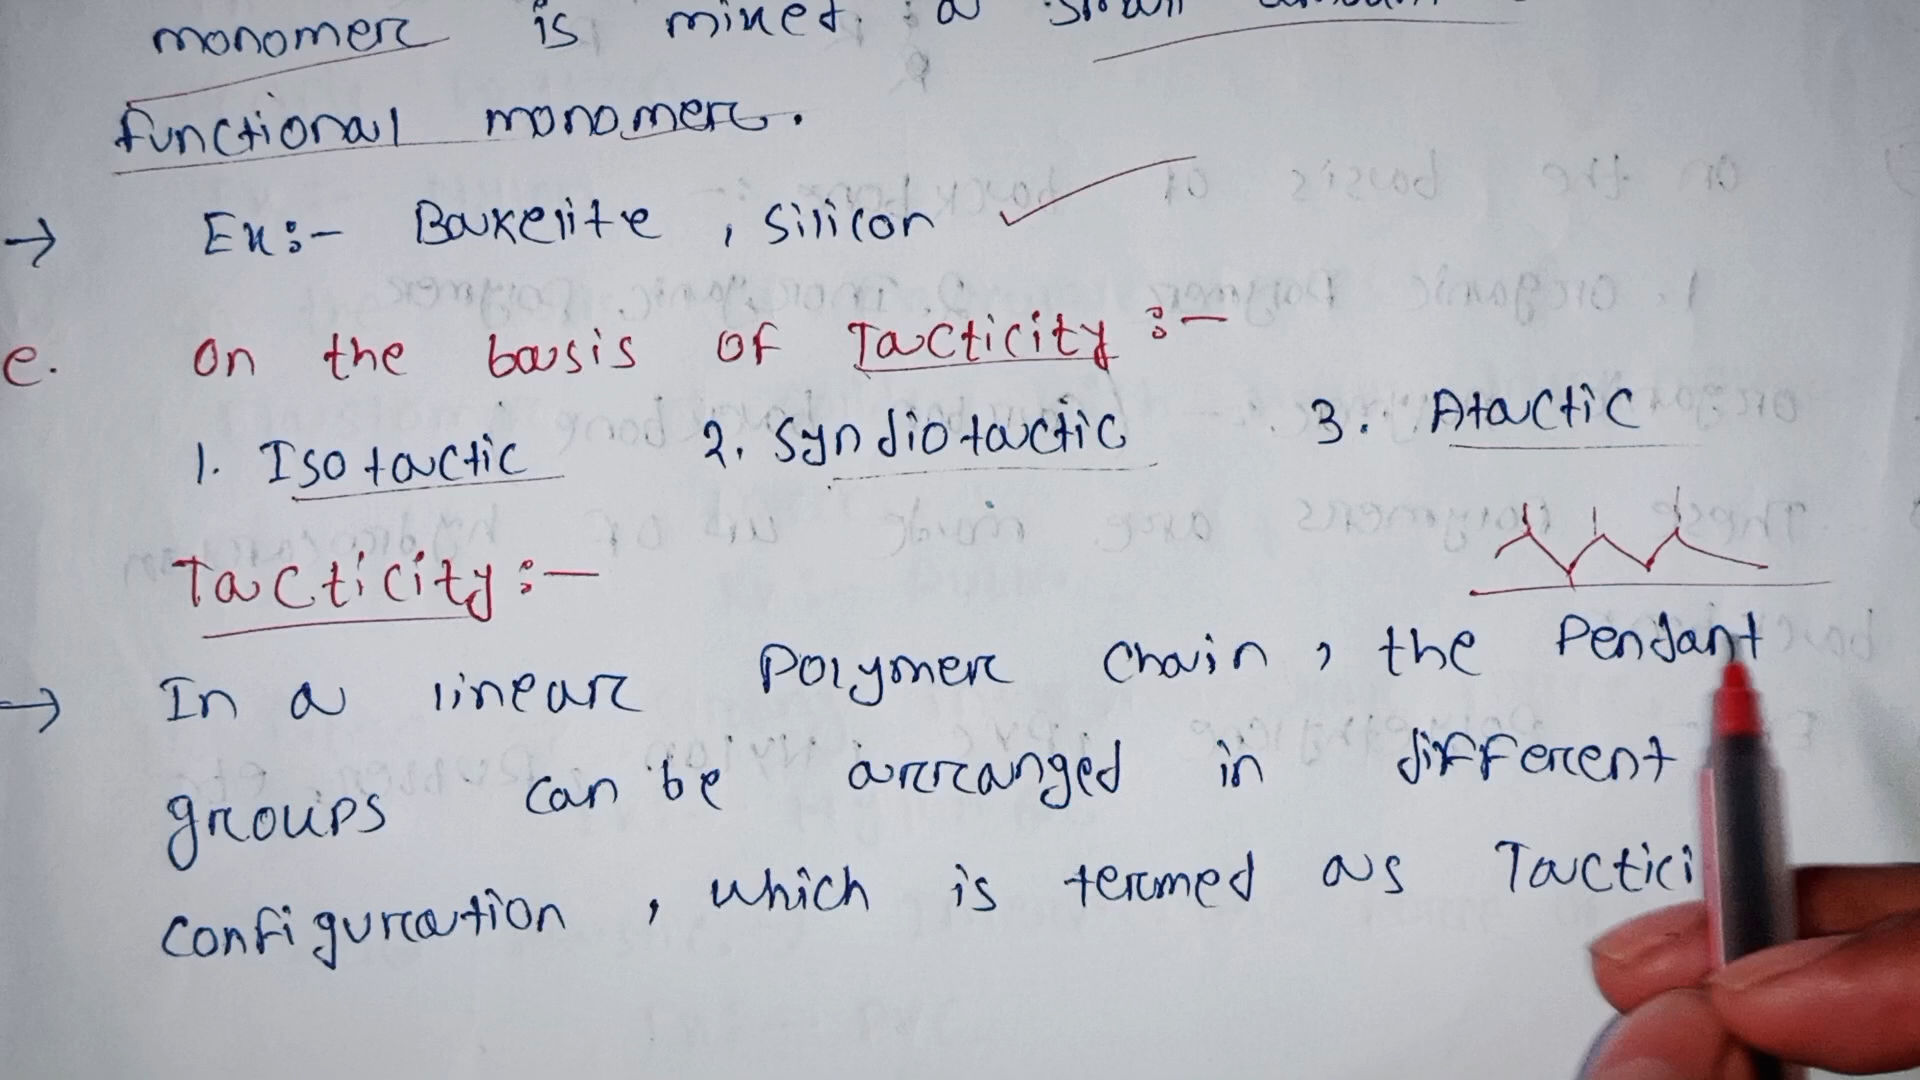 monomer is mixed. a small amount
functional monomer.
→ Ex:- Bakelite, silicon
e. on the basis of Tacticity :-
1. Isotactic 2. syndiotactic 3. Atactic
Tacticity :-
→ In a linear Polymer chain, the Pendant
groups can be arranged in different
configuration, which is termed as Tactici